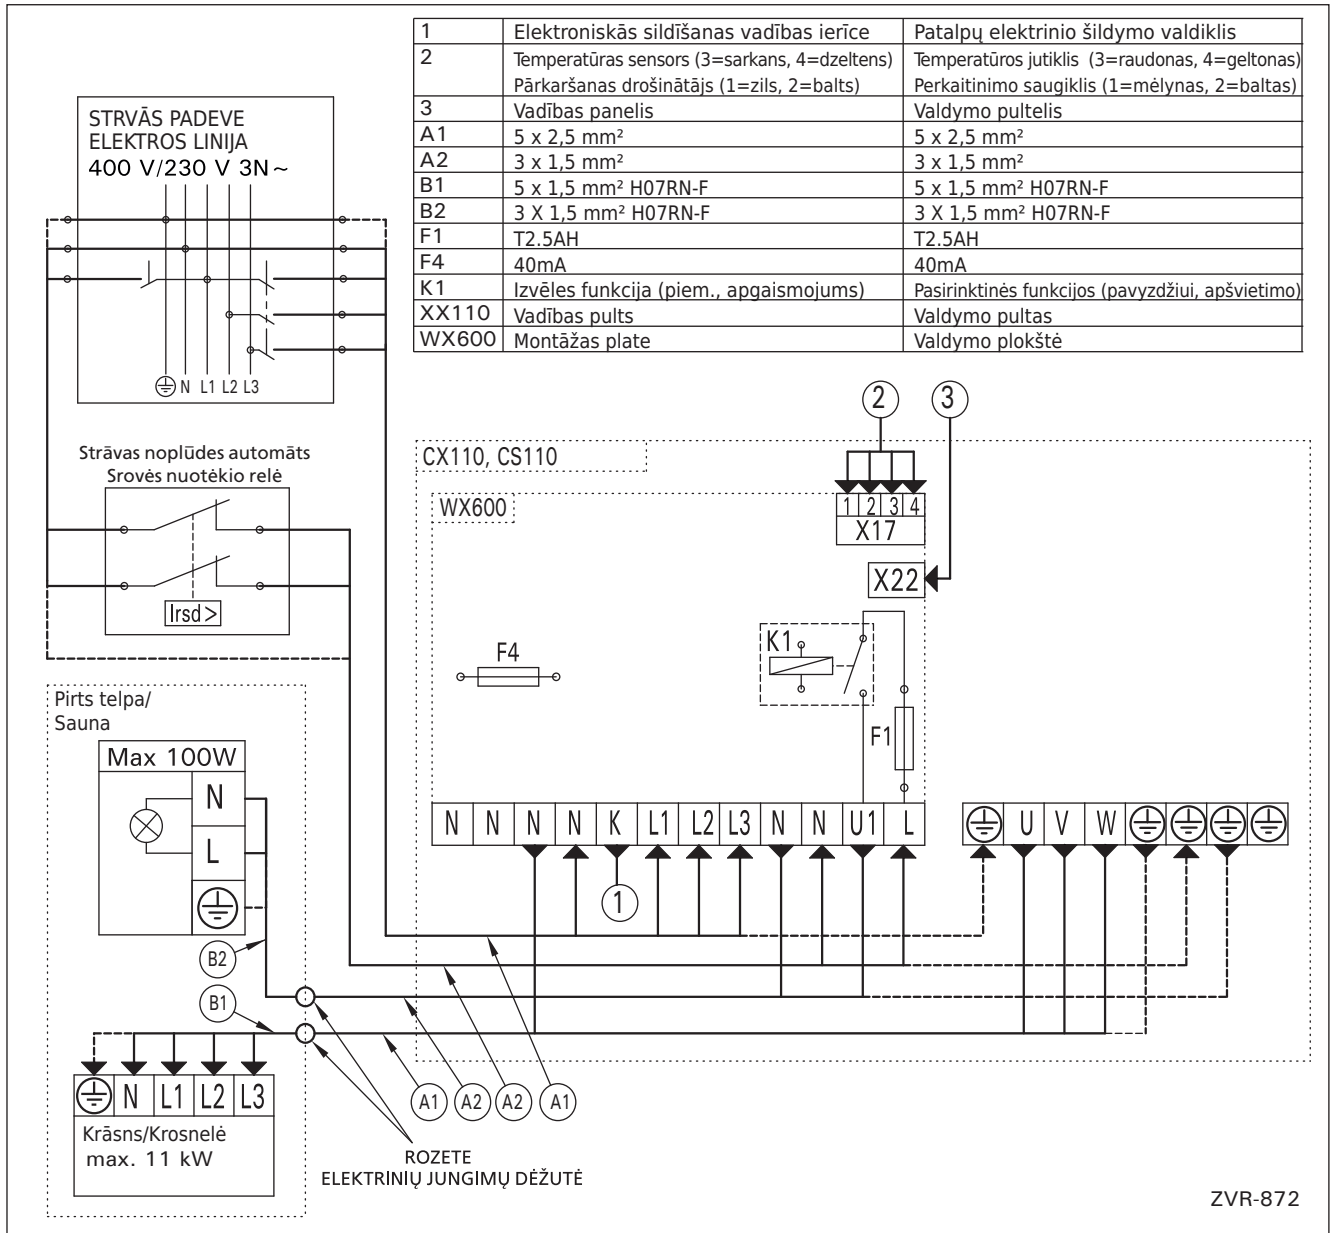 1 Elektroniskās sildīšanas vadības ierīce Patalpų elektrinio šildymo valdiklis
2 Temperatūras sensors (3=sarkans, 4=dzeltens) Temperatūros jutiklis (3=raudonas, 4=geltonas)
Pārkaršanas drošinātājs (1=zils, 2=balts) Perkaitinimo saugiklis (1=mėlynas, 2=baltas)
3 Vadības panelis Valdymo pultelis
A1 5 x 2,5 mm² 5 x 2,5 mm²
A2 3 x 1,5 mm² 3 x 1,5 mm²
B1 5 x 1,5 mm² H07RN-F 5 x 1,5 mm² H07RN-F
B2 3 X 1,5 mm² H07RN-F 3 X 1,5 mm² H07RN-F
F1 T2.5AH T2.5AH
F4 40mA 40mA
K1 Izvēles funkcija (piem., apgaismojums) Pasirinktinės funkcijos (pavyzdžiui, apšvietimo)
XX110 Vadības pults Valdymo pultas
WX600 Montāžas plate Valdymo plokštė
STRVĀS PADEVE
ELEKTROS LINIJA
400 V/230 V 3N~
N L1 L2 L3
Strāvas noplūdes automāts
Srovės nuotėkio relė
Irsd>
2 3
CX110, CS110
WX600
1 2 3 4
X17
X22
K1
F4
F1
N N N N K L1 L2 L3 N N U1 L
U V W
1
Pirts telpa/
Sauna
Max 100W
N
L
B2
B1
N L1 L2 L3
Krāsns/Krosnelė
max. 11 kW
A1 A2 A2 A1
ROZETE
ELEKTRINIŲ JUNGIMŲ DĖŽUTĖ
ZVR-872